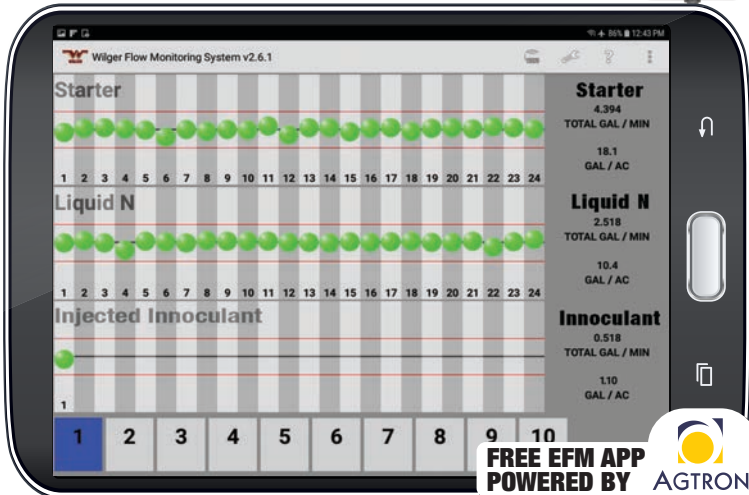 86% 12:43 PM
Wilger Flow Monitoring System v2.6.1
Starter
1 2 3 4 5 6 7 8 9 10 11 12 13 14 15 16 17 18 19 20 21 22 23 24
Starter
4.394
TOTAL GAL / MIN
18.1
GAL / AC
Liquid N
1 2 3 4 5 6 7 8 9 10 11 12 13 14 15 16 17 18 19 20 21 22 23 24
Liquid N
2.518
TOTAL GAL / MIN
10.4
GAL / AC
Injected Innoculant
1
Innoculant
0.518
TOTAL GAL / MIN
1.10
GAL / AC
1 2 3 4 5 6 7 8 9 10
FREE EFM APP
POWERED BY
AGTRON